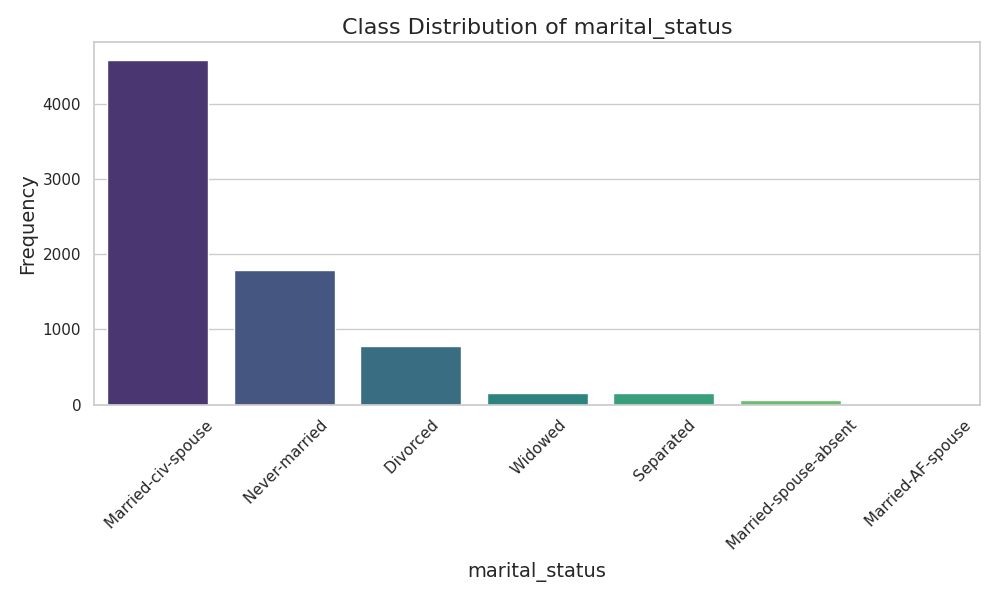 Class Distribution of marital_status
Frequency
4000
3000
2000
1000
0
Married-civ-spouse
Never-married
Divorced
Widowed
Separated
Married-spouse-absent
Married-AF-spouse
marital_status